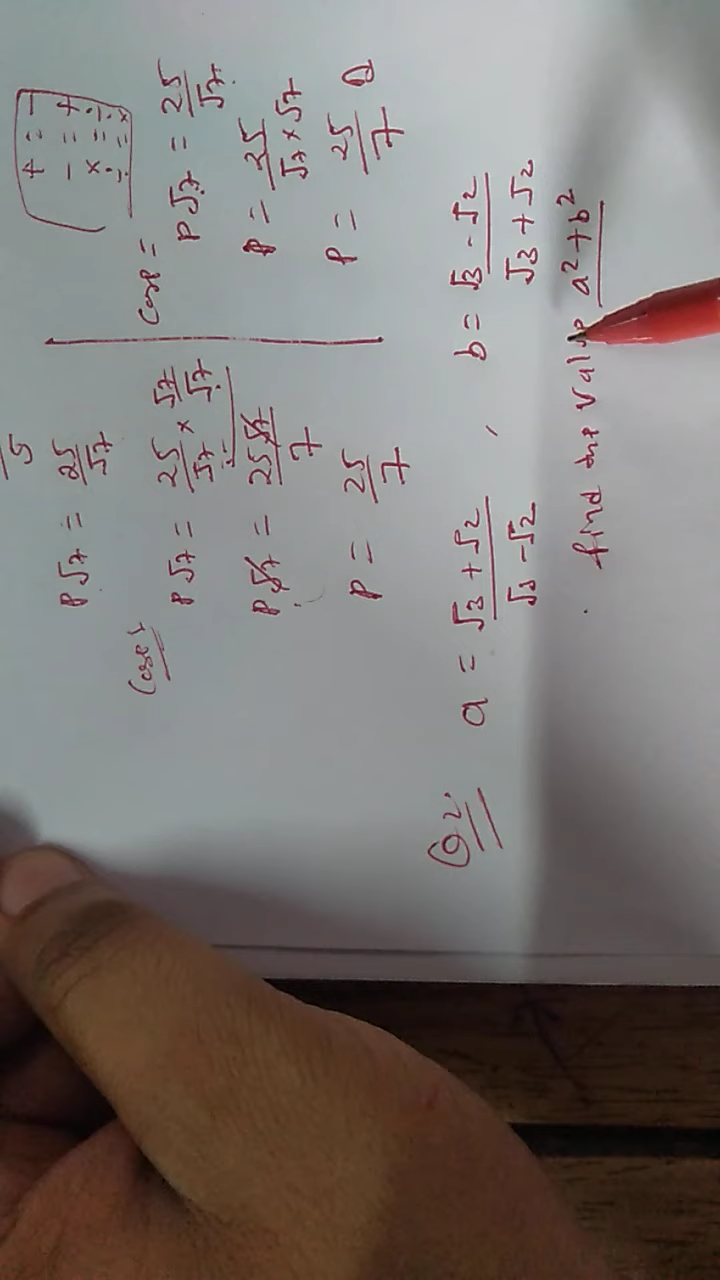 5
P√7 = 25/√7
Case 1
P√7 = 25/√7 × √7/√7
P√7 = 25√7/7
P = 25/7
Case =
P√7 = 25/√7
P = 25/√7 × √7
P = 25/7
+ = -
- = +
× = ÷
÷ = ×
Q2 a = √3 + √2/√3 - √2 , b = √3 - √2/√3 + √2
. find the value a² + b²